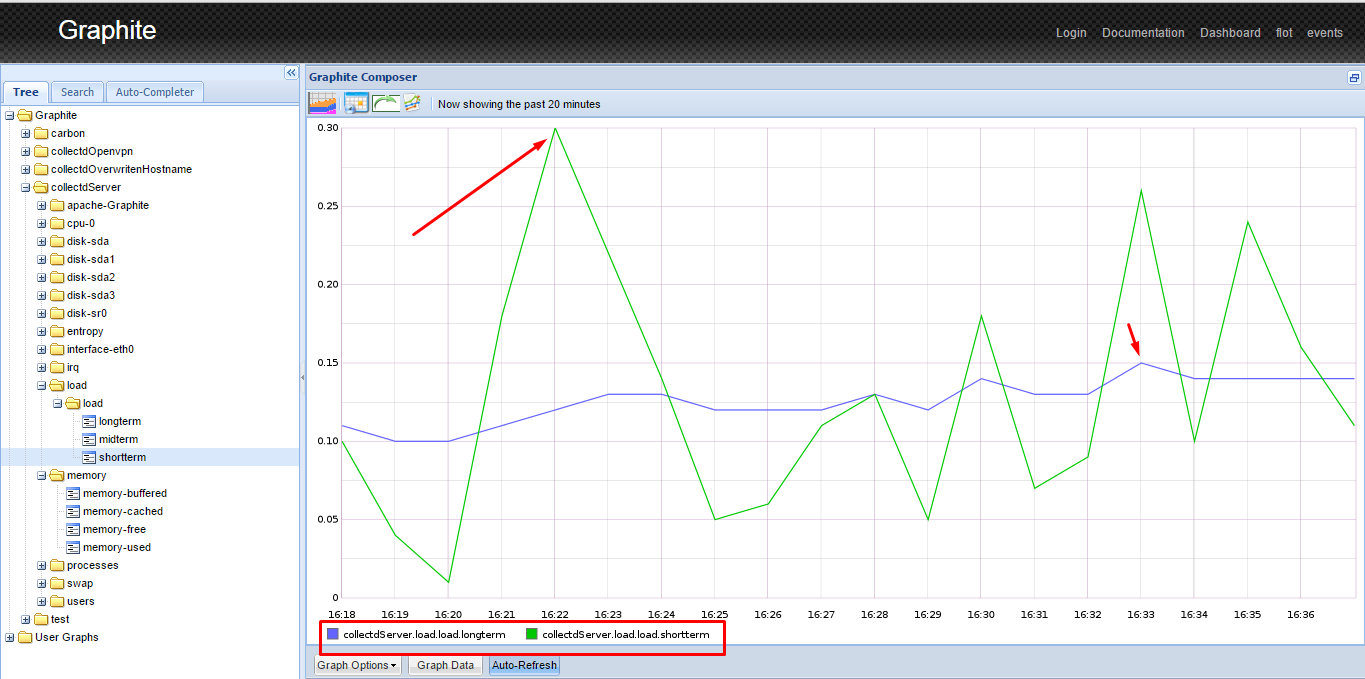 Graphite
Login Documentation Dashboard flot events
Tree Search Auto-Completer
Graphite
carbon
collectdOpenvpn
collectdOverwritenHostname
collectdServer
apache-Graphite
cpu-0
disk-sda
disk-sda1
disk-sda2
disk-sda3
disk-sr0
entropy
interface-eth0
irq
load
load
longterm
midterm
shortterm
memory
memory-buffered
memory-cached
memory-free
memory-used
processes
swap
users
test
User Graphs
Graphite Composer
Now showing the past 20 minutes
0.30
0.25
0.20
0.15
0.10
0.05
0
16:18 16:19 16:20 16:21 16:22 16:23 16:24 16:25 16:26 16:27 16:28 16:29 16:30 16:31 16:32 16:33 16:34 16:35 16:36
collectdServer.load.load.longterm collectdServer.load.load.shortterm
Graph Options Graph Data Auto-Refresh